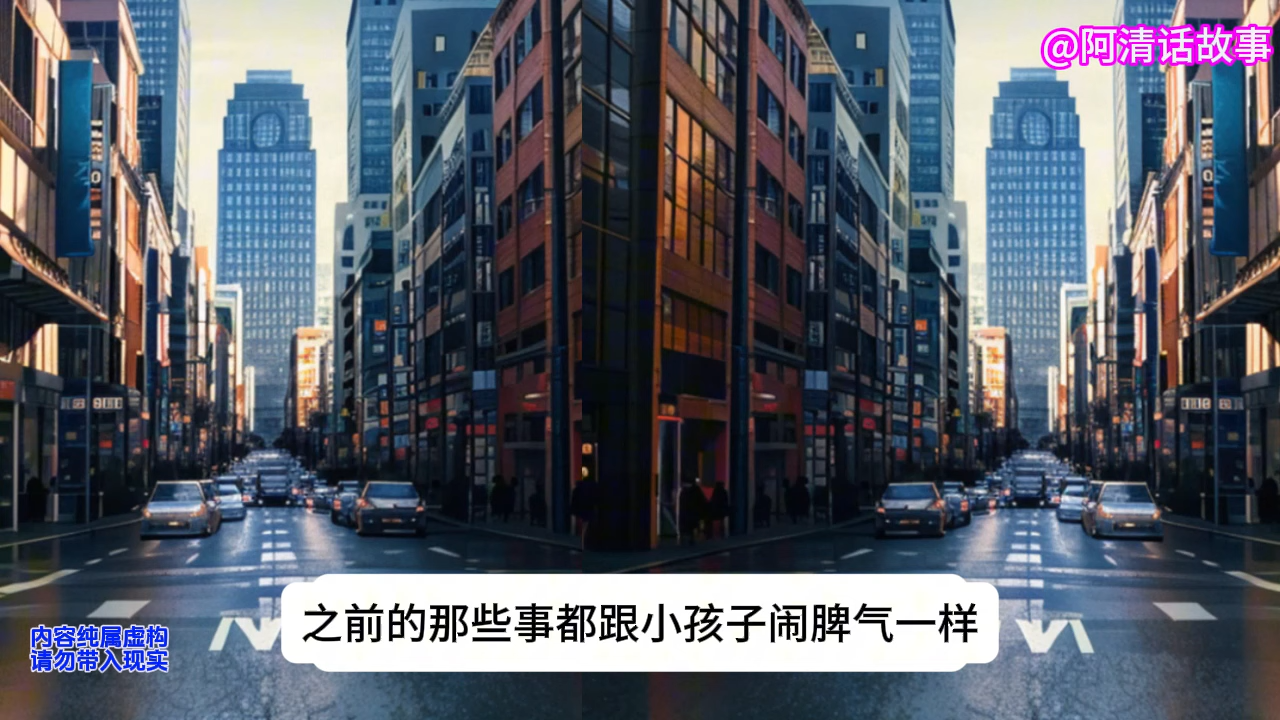 @阿清话故事
之前的那些事都跟小孩子闹脾气一样
内容纯属虚构
请勿带入现实